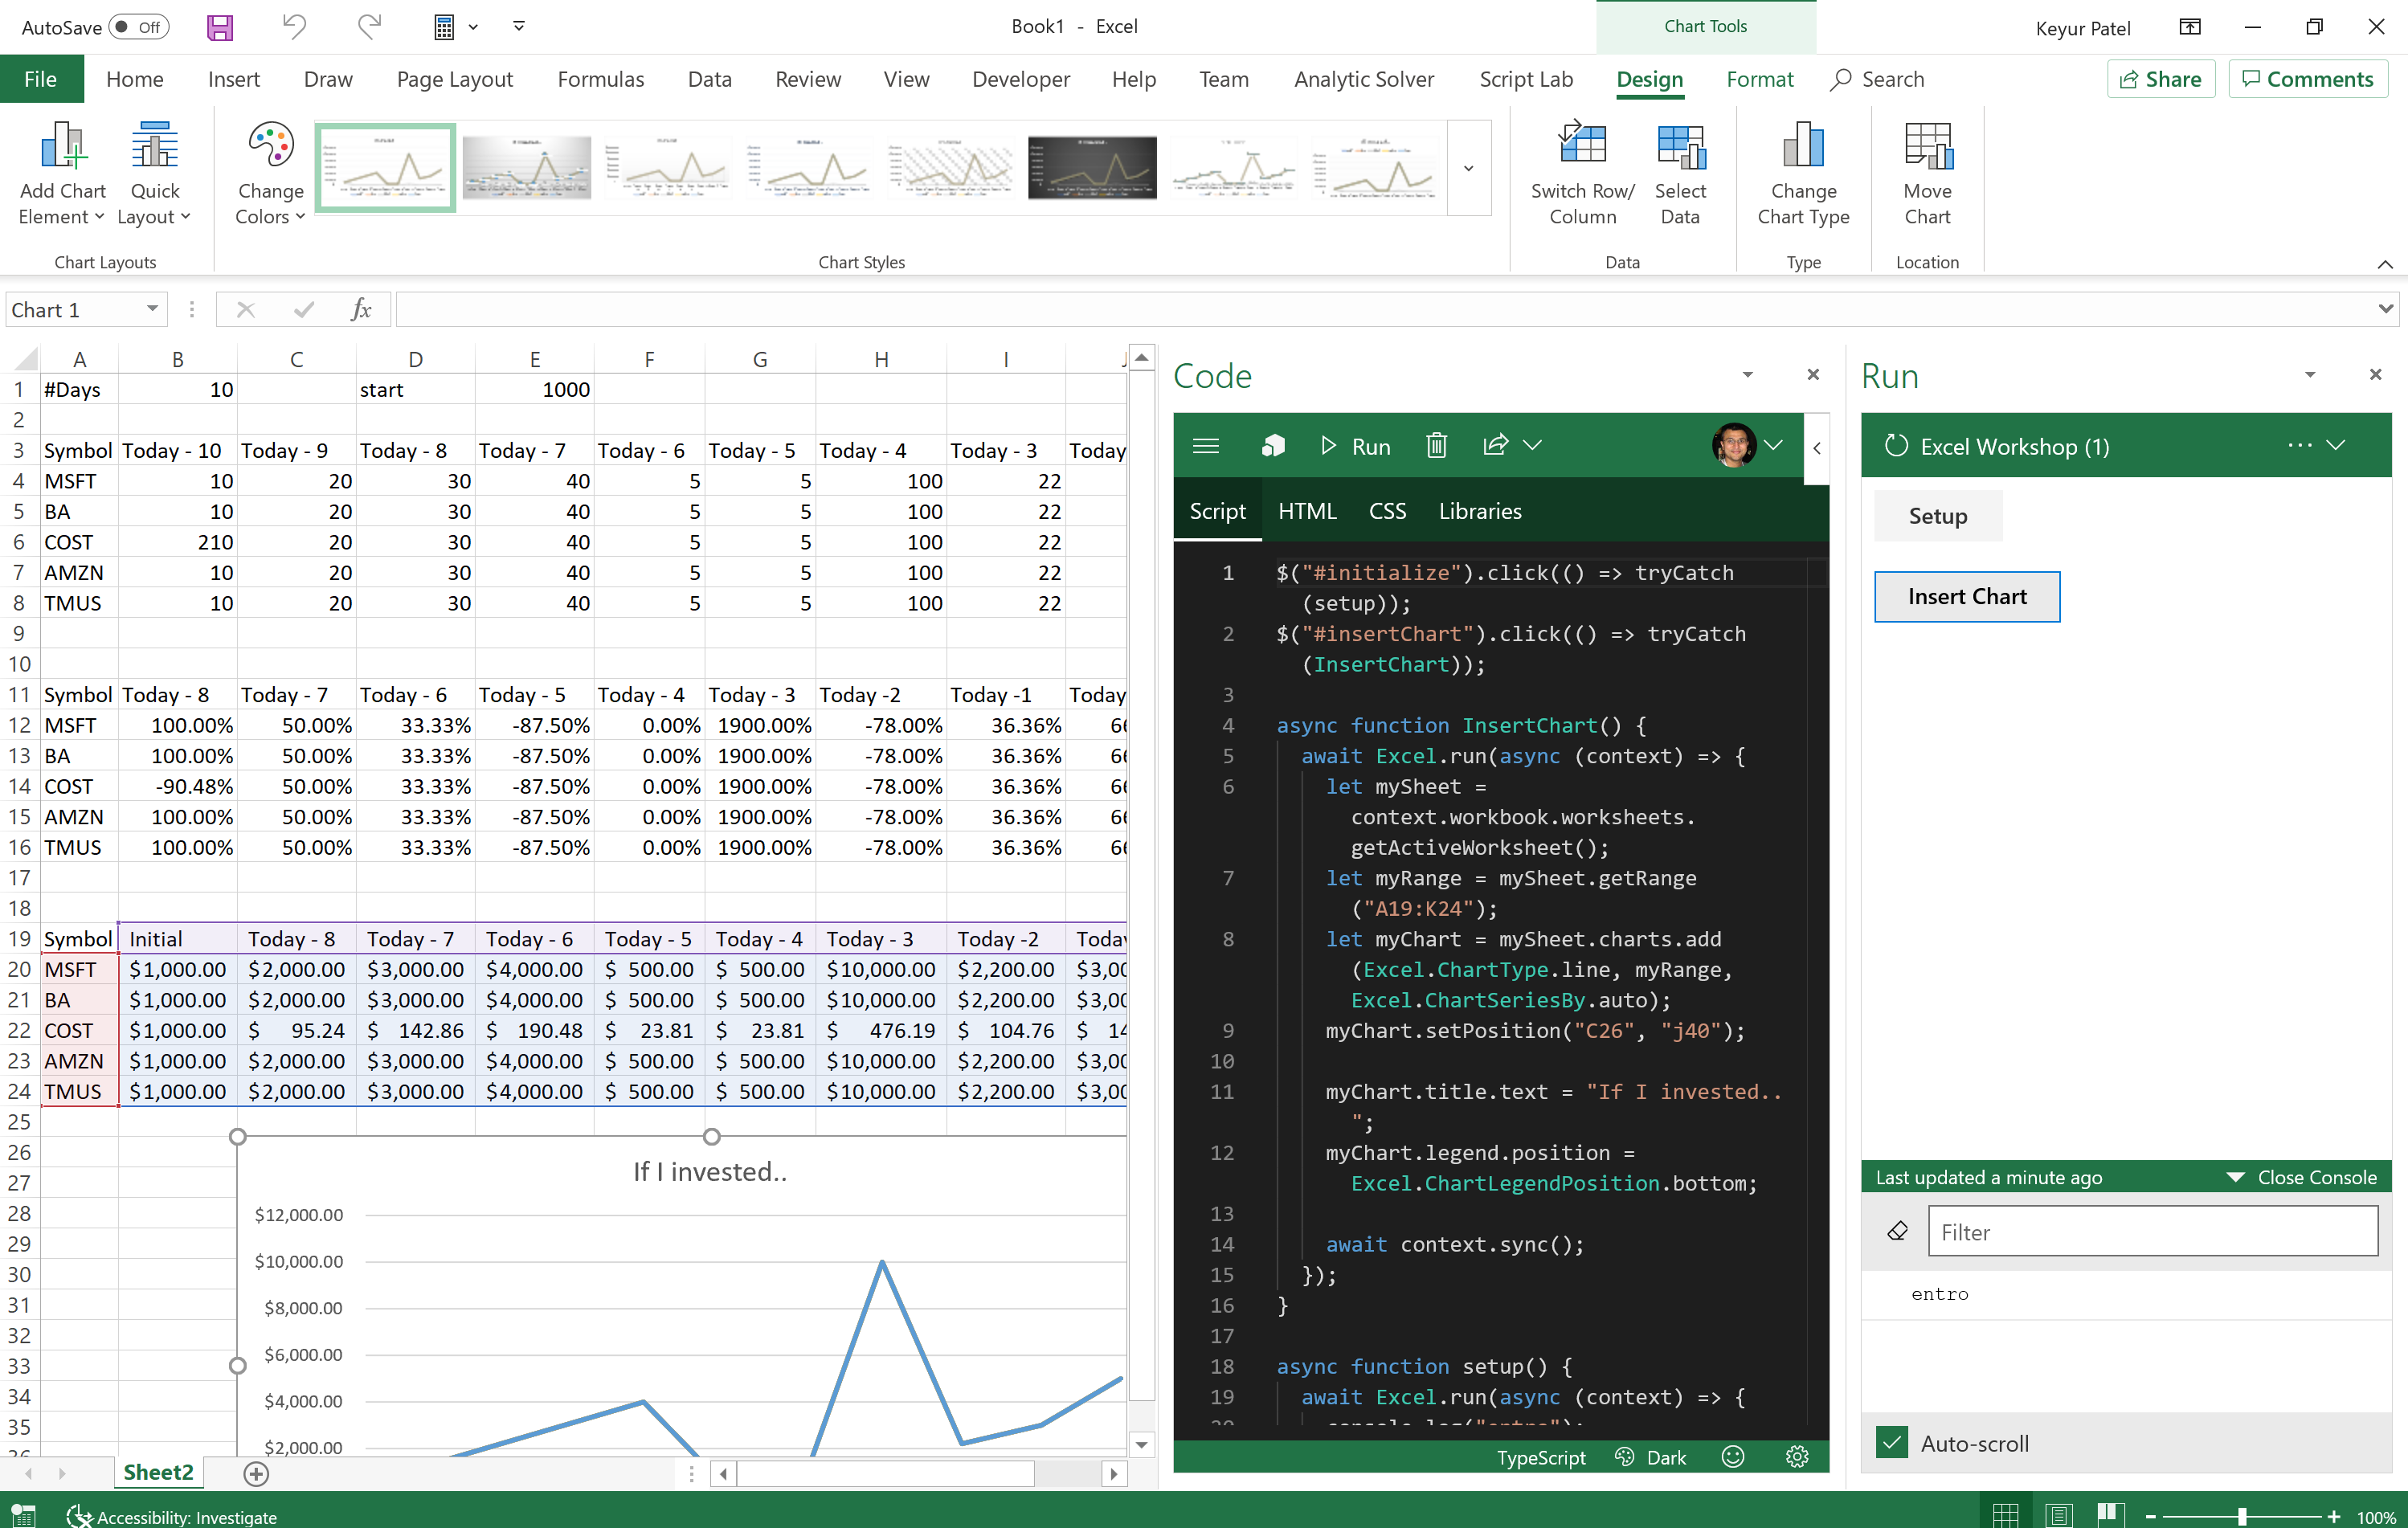 AutoSave Off
Book1 - Excel
Chart Tools
Keyur Patel
File Home Insert Draw Page Layout Formulas Data Review View Developer Help Team Analytic Solver Script Lab Design Format Search Share Comments
Add Chart Element
Quick Layout
Change Colors
Switch Row/ Column
Select Data
Change Chart Type
Move Chart
Chart Layouts
Chart Styles
Data
Type
Location
Chart 1
fx
A B C D E F G H I J
1 #Days 10 start 1000
2
3 Symbol Today - 10 Today - 9 Today - 8 Today - 7 Today - 6 Today - 5 Today - 4 Today - 3 Today
4 MSFT 10 20 30 40 5 5 100 22
5 BA 10 20 30 40 5 5 100 22
6 COST 210 20 30 40 5 5 100 22
7 AMZN 10 20 30 40 5 5 100 22
8 TMUS 10 20 30 40 5 5 100 22
9
10
11 Symbol Today - 8 Today - 7 Today - 6 Today - 5 Today - 4 Today - 3 Today -2 Today -1 Today
12 MSFT 100.00% 50.00% 33.33% -87.50% 0.00% 1900.00% -78.00% 36.36%
13 BA 100.00% 50.00% 33.33% -87.50% 0.00% 1900.00% -78.00% 36.36%
14 COST -90.48% 50.00% 33.33% -87.50% 0.00% 1900.00% -78.00% 36.36%
15 AMZN 100.00% 50.00% 33.33% -87.50% 0.00% 1900.00% -78.00% 36.36%
16 TMUS 100.00% 50.00% 33.33% -87.50% 0.00% 1900.00% -78.00% 36.36%
17
18
19 Symbol Initial Today - 8 Today - 7 Today - 6 Today - 5 Today - 4 Today - 3 Today -2
20 MSFT $1,000.00 $2,000.00 $3,000.00 $4,000.00 $ 500.00 $ 500.00 $10,000.00 $2,200.00
21 BA $1,000.00 $2,000.00 $3,000.00 $4,000.00 $ 500.00 $ 500.00 $10,000.00 $2,200.00
22 COST $1,000.00 $ 95.24 $ 142.86 $ 190.48 $ 23.81 $ 23.81 $ 476.19 $ 104.76
23 AMZN $1,000.00 $2,000.00 $3,000.00 $4,000.00 $ 500.00 $ 500.00 $10,000.00 $2,200.00
24 TMUS $1,000.00 $2,000.00 $3,000.00 $4,000.00 $ 500.00 $ 500.00 $10,000.00 $2,200.00
25
26
27
28
29
30
31
32
33
34
35
If I invested..
$12,000.00
$10,000.00
$8,000.00
$6,000.00
$4,000.00
$2,000.00
Sheet2
Accessibility: Investigate
100%
Code
Run
Script HTML CSS Libraries
1 $("#initialize").click(() => tryCatch
(setup));
2 $("#insertChart").click(() => tryCatch
(InsertChart));
3
4 async function InsertChart() {
5 await Excel.run(async (context) => {
6 let mySheet =
context.workbook.worksheets.
getActiveWorksheet();
7 let myRange = mySheet.getRange
("A19:K24");
8 let myChart = mySheet.charts.add
(Excel.ChartType.line, myRange,
Excel.ChartSeriesBy.auto);
9 myChart.setPosition("C26", "j40");
10
11 myChart.title.text = "If I invested..
";
12 myChart.legend.position =
Excel.ChartLegendPosition.bottom;
13
14 await context.sync();
15 });
16 }
17
18 async function setup() {
19 await Excel.run(async (context) => {
TypeScript Dark
Run
Excel Workshop (1)
Setup
Insert Chart
Last updated a minute ago Close Console
Filter
entro
Auto-scroll